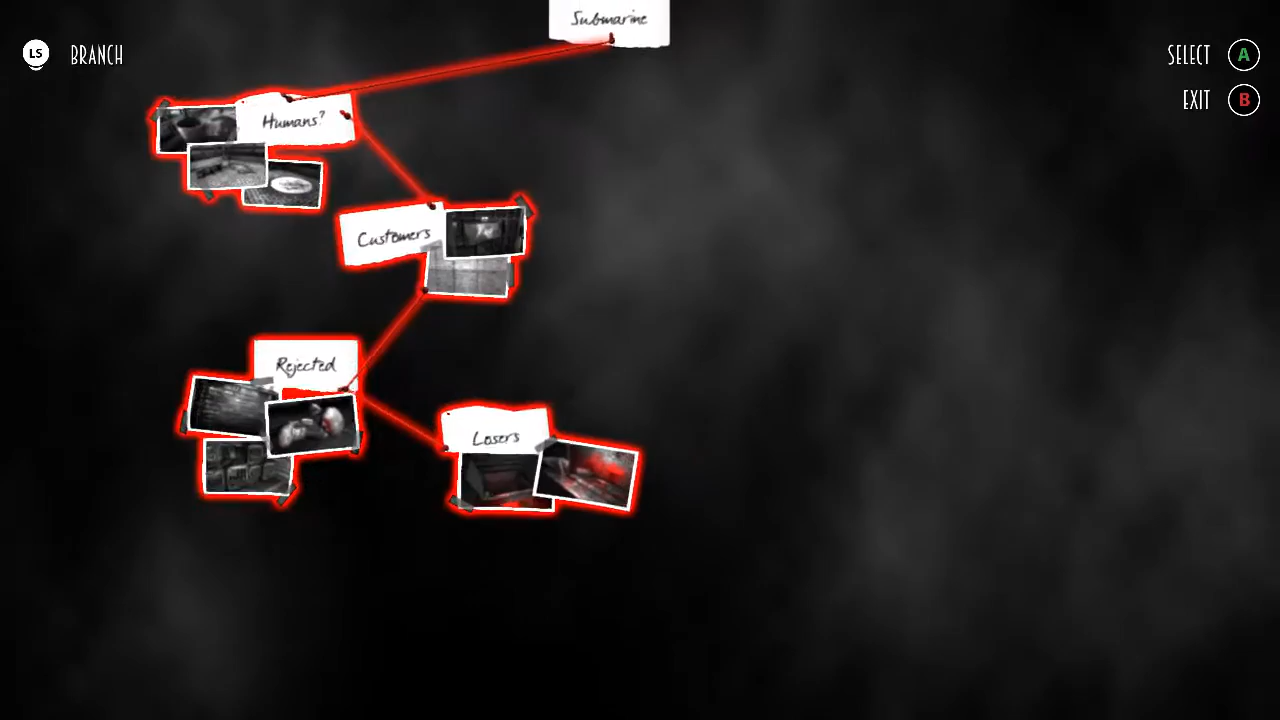 Submarine
LS BRANCH
SELECT A
EXIT B
Humans?
Customers
Rejected
Losers